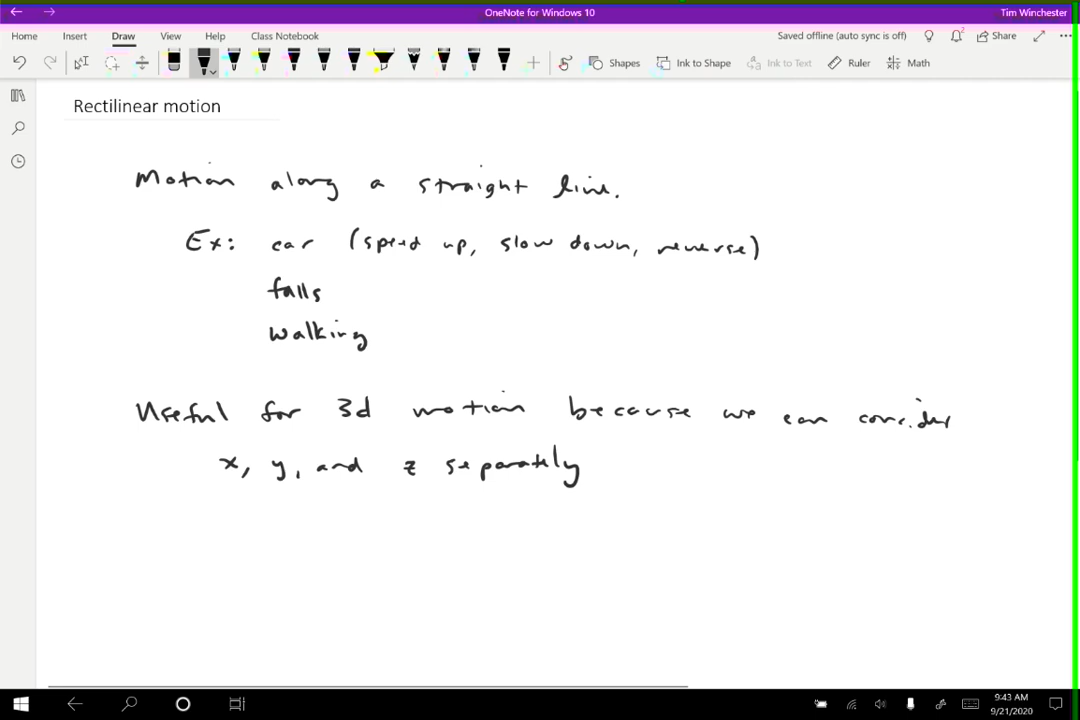 OneNote for Windows 10
Tim Winchester
Home Insert Draw View Help Class Notebook
Saved offline (auto sync is off) Share
Shapes Ink to Shape Ink to Text Ruler Math
Rectilinear motion
Motion along a straight line.
Ex: car (speed up, slow down, reverse)
falls
walking
Useful for 3d motion because we can consider
x, y, and z separately
9:43 AM
9/21/2020